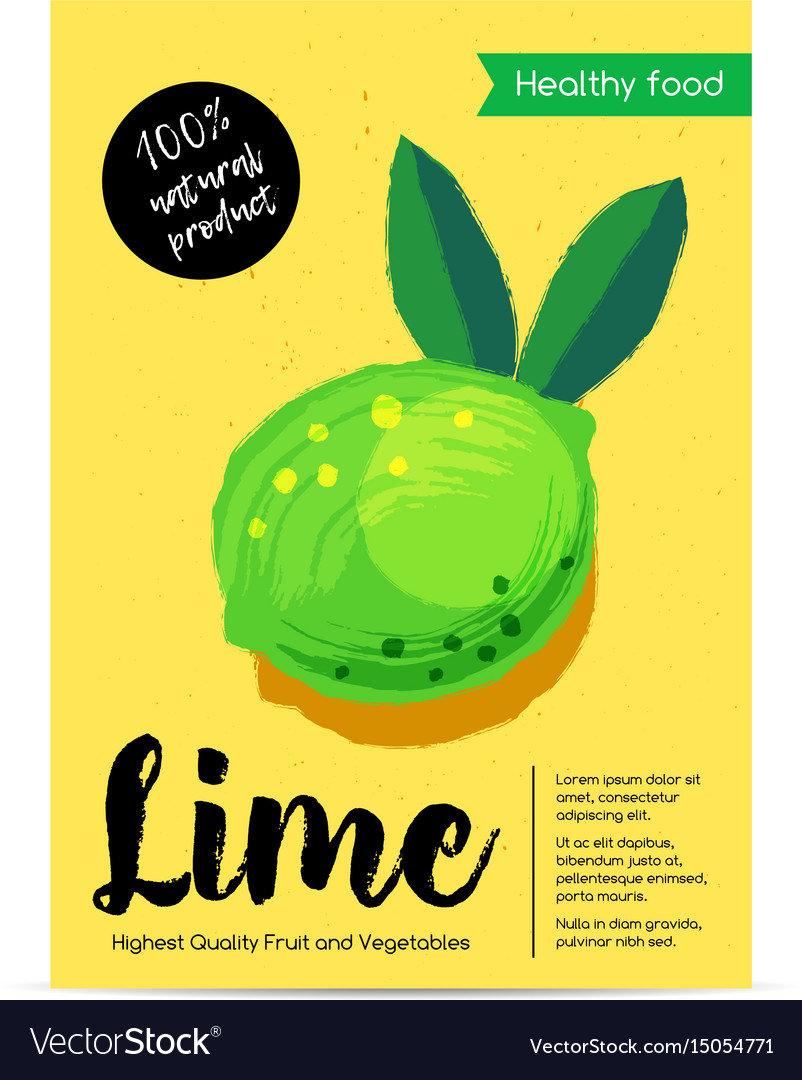 Healthy food
100%
natural
product
Lime
Highest Quality Fruit and Vegetables
Lorem ipsum dolor sit
amet, consectetur
adipiscing elit.
Ut ac elit dapibus,
bibendum justo at,
pellentesque enimsed,
porta mauris.
Nulla in diam gravida,
pulvinar nibh sed.
VectorStock®
VectorStock.com/15054771